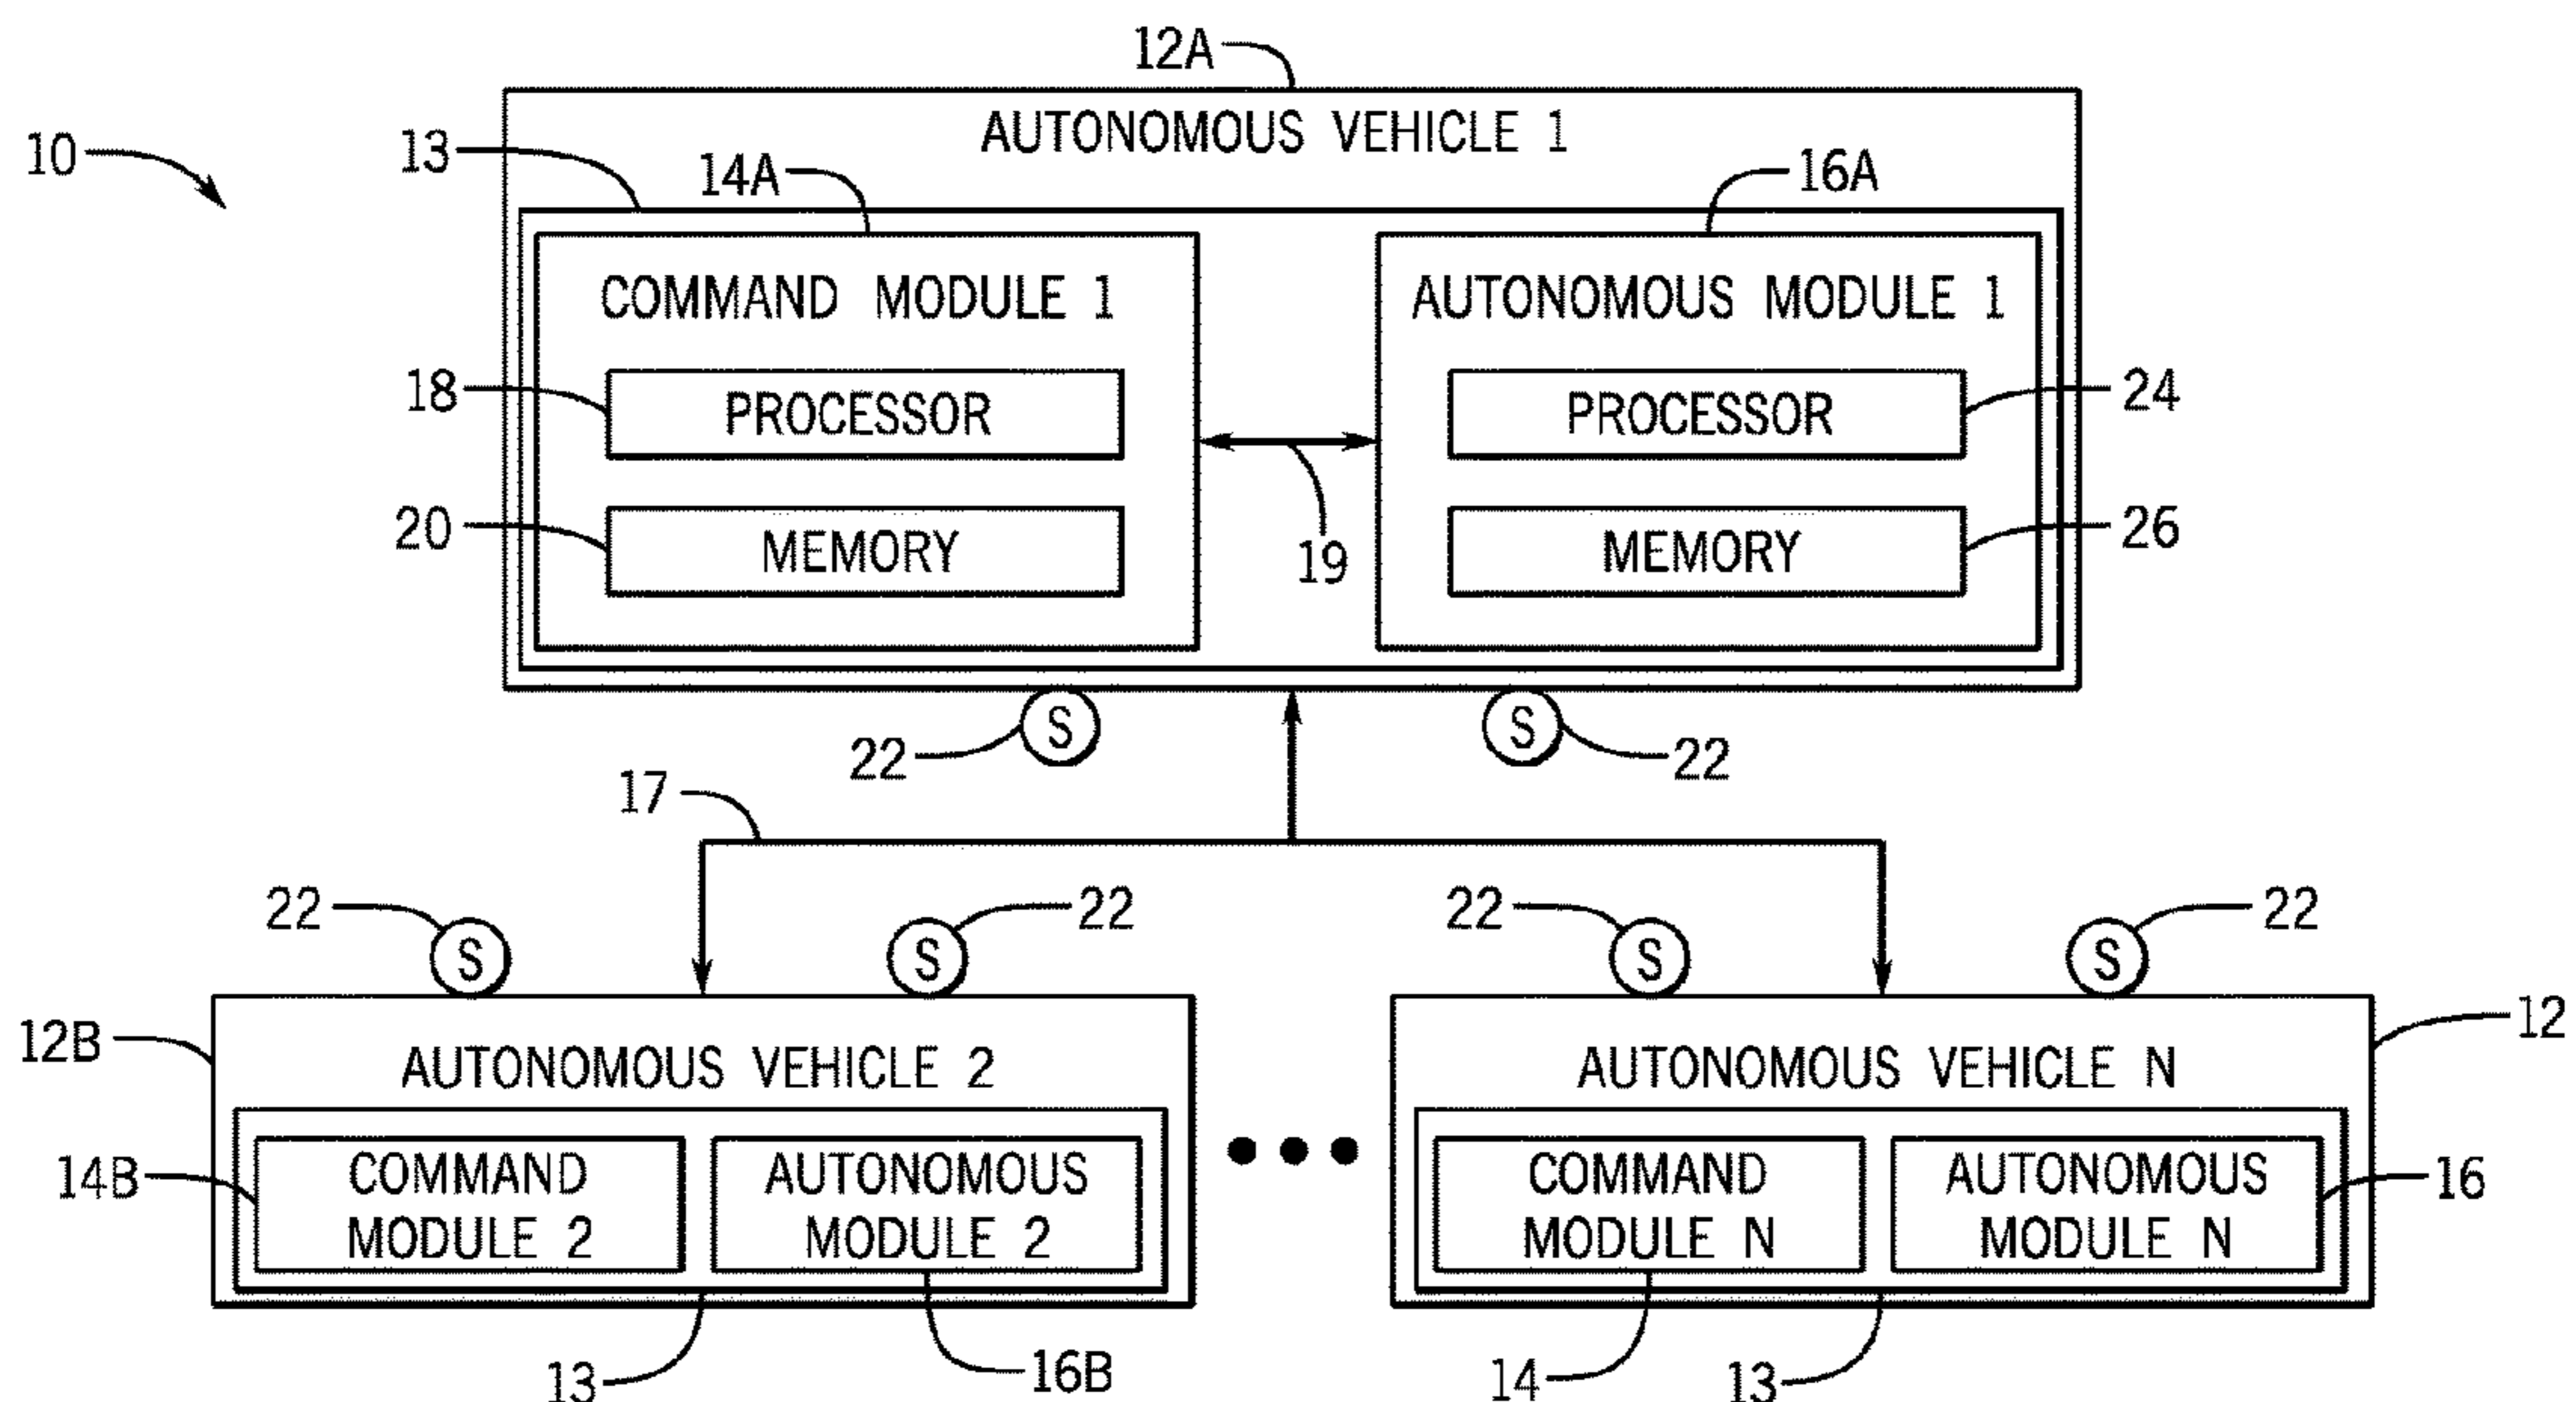 12A
AUTONOMOUS VEHICLE 1
10
13
14A
16A
COMMAND MODULE 1
AUTONOMOUS MODULE 1
18
PROCESSOR
PROCESSOR
24
20
MEMORY
19
MEMORY
26
S
S
22
22
17
22
S
22
S
22
S
22
S
12B
AUTONOMOUS VEHICLE 2
AUTONOMOUS VEHICLE N
12
14B
COMMAND
MODULE 2
AUTONOMOUS
MODULE 2
COMMAND
MODULE N
AUTONOMOUS
MODULE N
16
13
16B
14
13